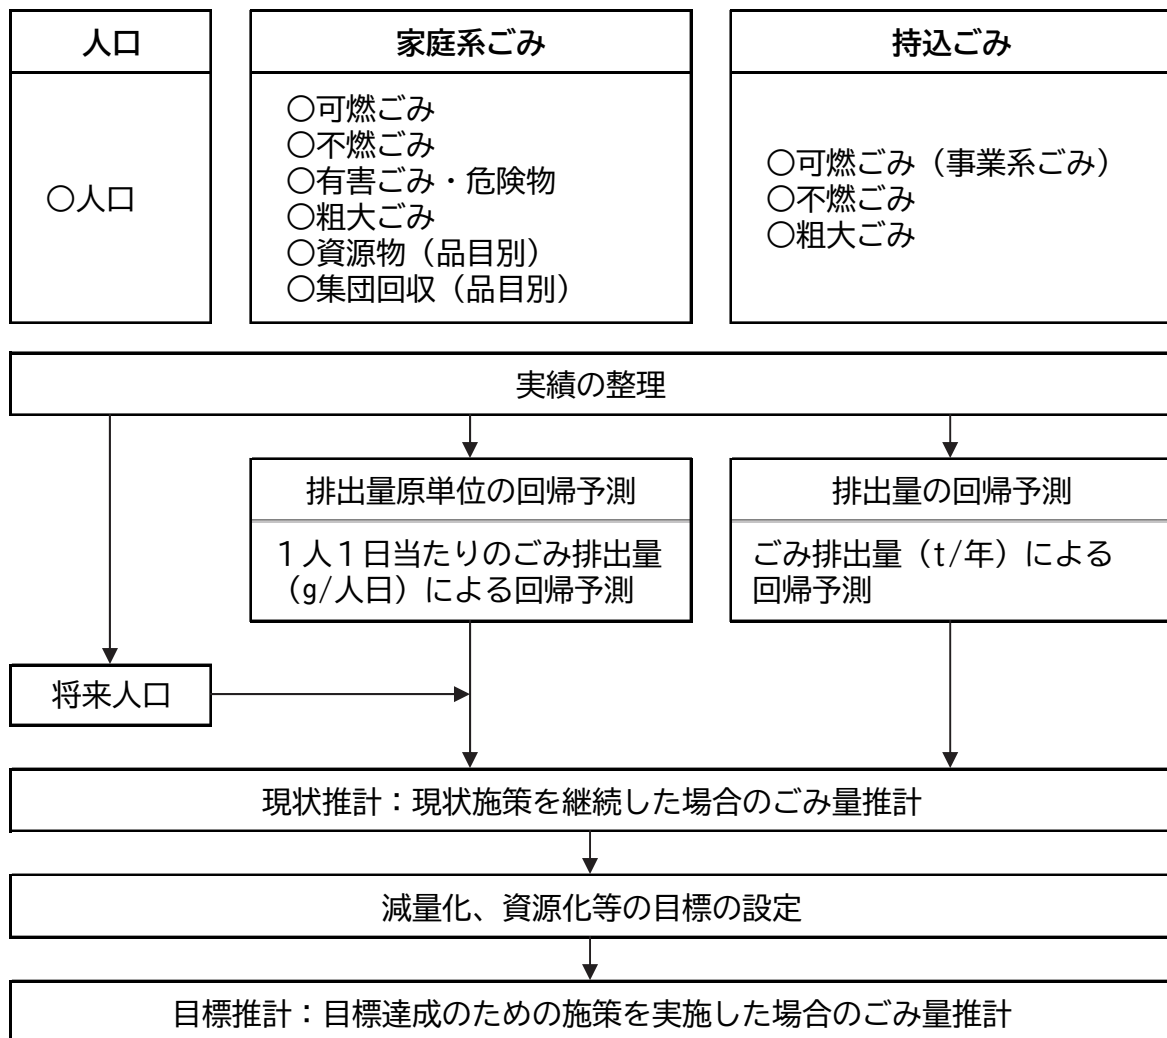 人口
○人口
家庭系ごみ
○可燃ごみ
○不燃ごみ
○有害ごみ・危険物
○粗大ごみ
○資源物（品目別）
○集団回収（品目別）
持込ごみ
○可燃ごみ（事業系ごみ）
○不燃ごみ
○粗大ごみ
実績の整理
排出量原単位の回帰予測
１人１日当たりのごみ排出量
（g/人日）による回帰予測
排出量の回帰予測
ごみ排出量（t/年）による
回帰予測
将来人口
現状推計：現状施策を継続した場合のごみ量推計
減量化、資源化等の目標の設定
目標推計：目標達成のための施策を実施した場合のごみ量推計